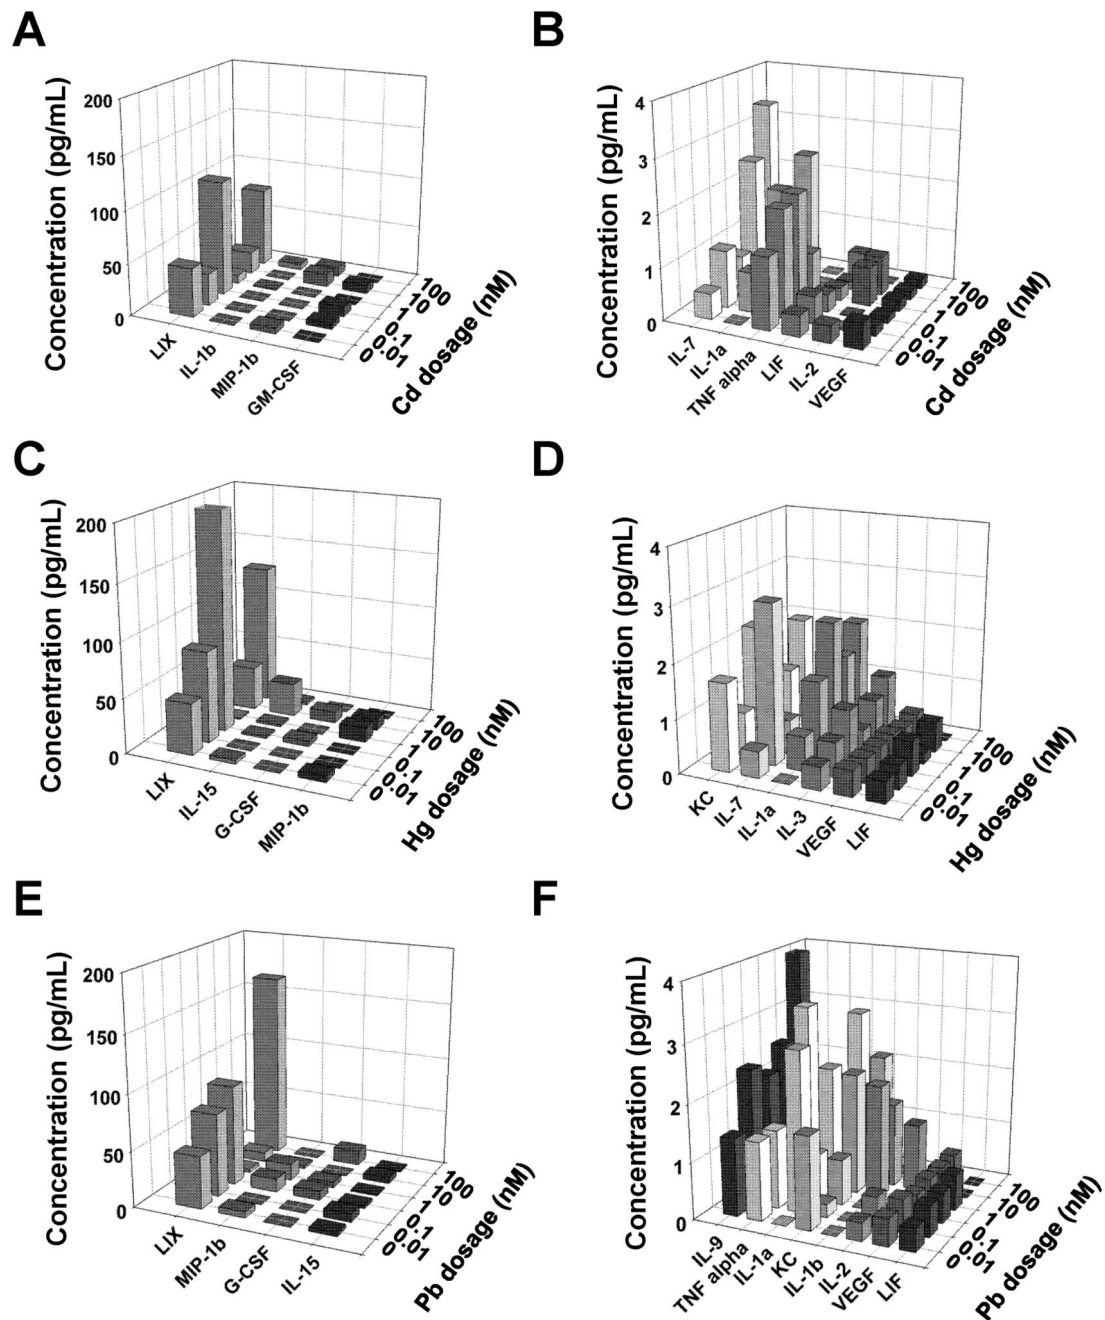 A
Concentration (pg/mL)
200
150
100
50
0
LIX
IL-1b
MIP-1b
GM-CSF
0
0.01
0.1
1
10
100
Cd dosage (nM)
B
Concentration (pg/mL)
4
3
2
1
0
IL-7
IL-1a
TNF alpha
LIF
IL-2
VEGF
0
0.01
0.1
1
10
100
Cd dosage (nM)
C
Concentration (pg/mL)
200
150
100
50
0
LIX
IL-15
G-CSF
MIP-1b
0
0.01
0.1
1
10
100
Hg dosage (nM)
D
Concentration (pg/mL)
4
3
2
1
0
KC
IL-7
IL-1a
IL-3
VEGF
LIF
0
0.01
0.1
1
10
100
Hg dosage (nM)
E
Concentration (pg/mL)
200
150
100
50
0
LIX
MIP-1b
G-CSF
IL-15
0
0.01
0.1
1
10
100
Pb dosage (nM)
F
Concentration (pg/mL)
4
3
2
1
0
IL-9
TNF alpha
IL-1a
KC
IL-1b
IL-2
VEGF
LIF
0
0.01
0.1
1
10
100
Pb dosage (nM)